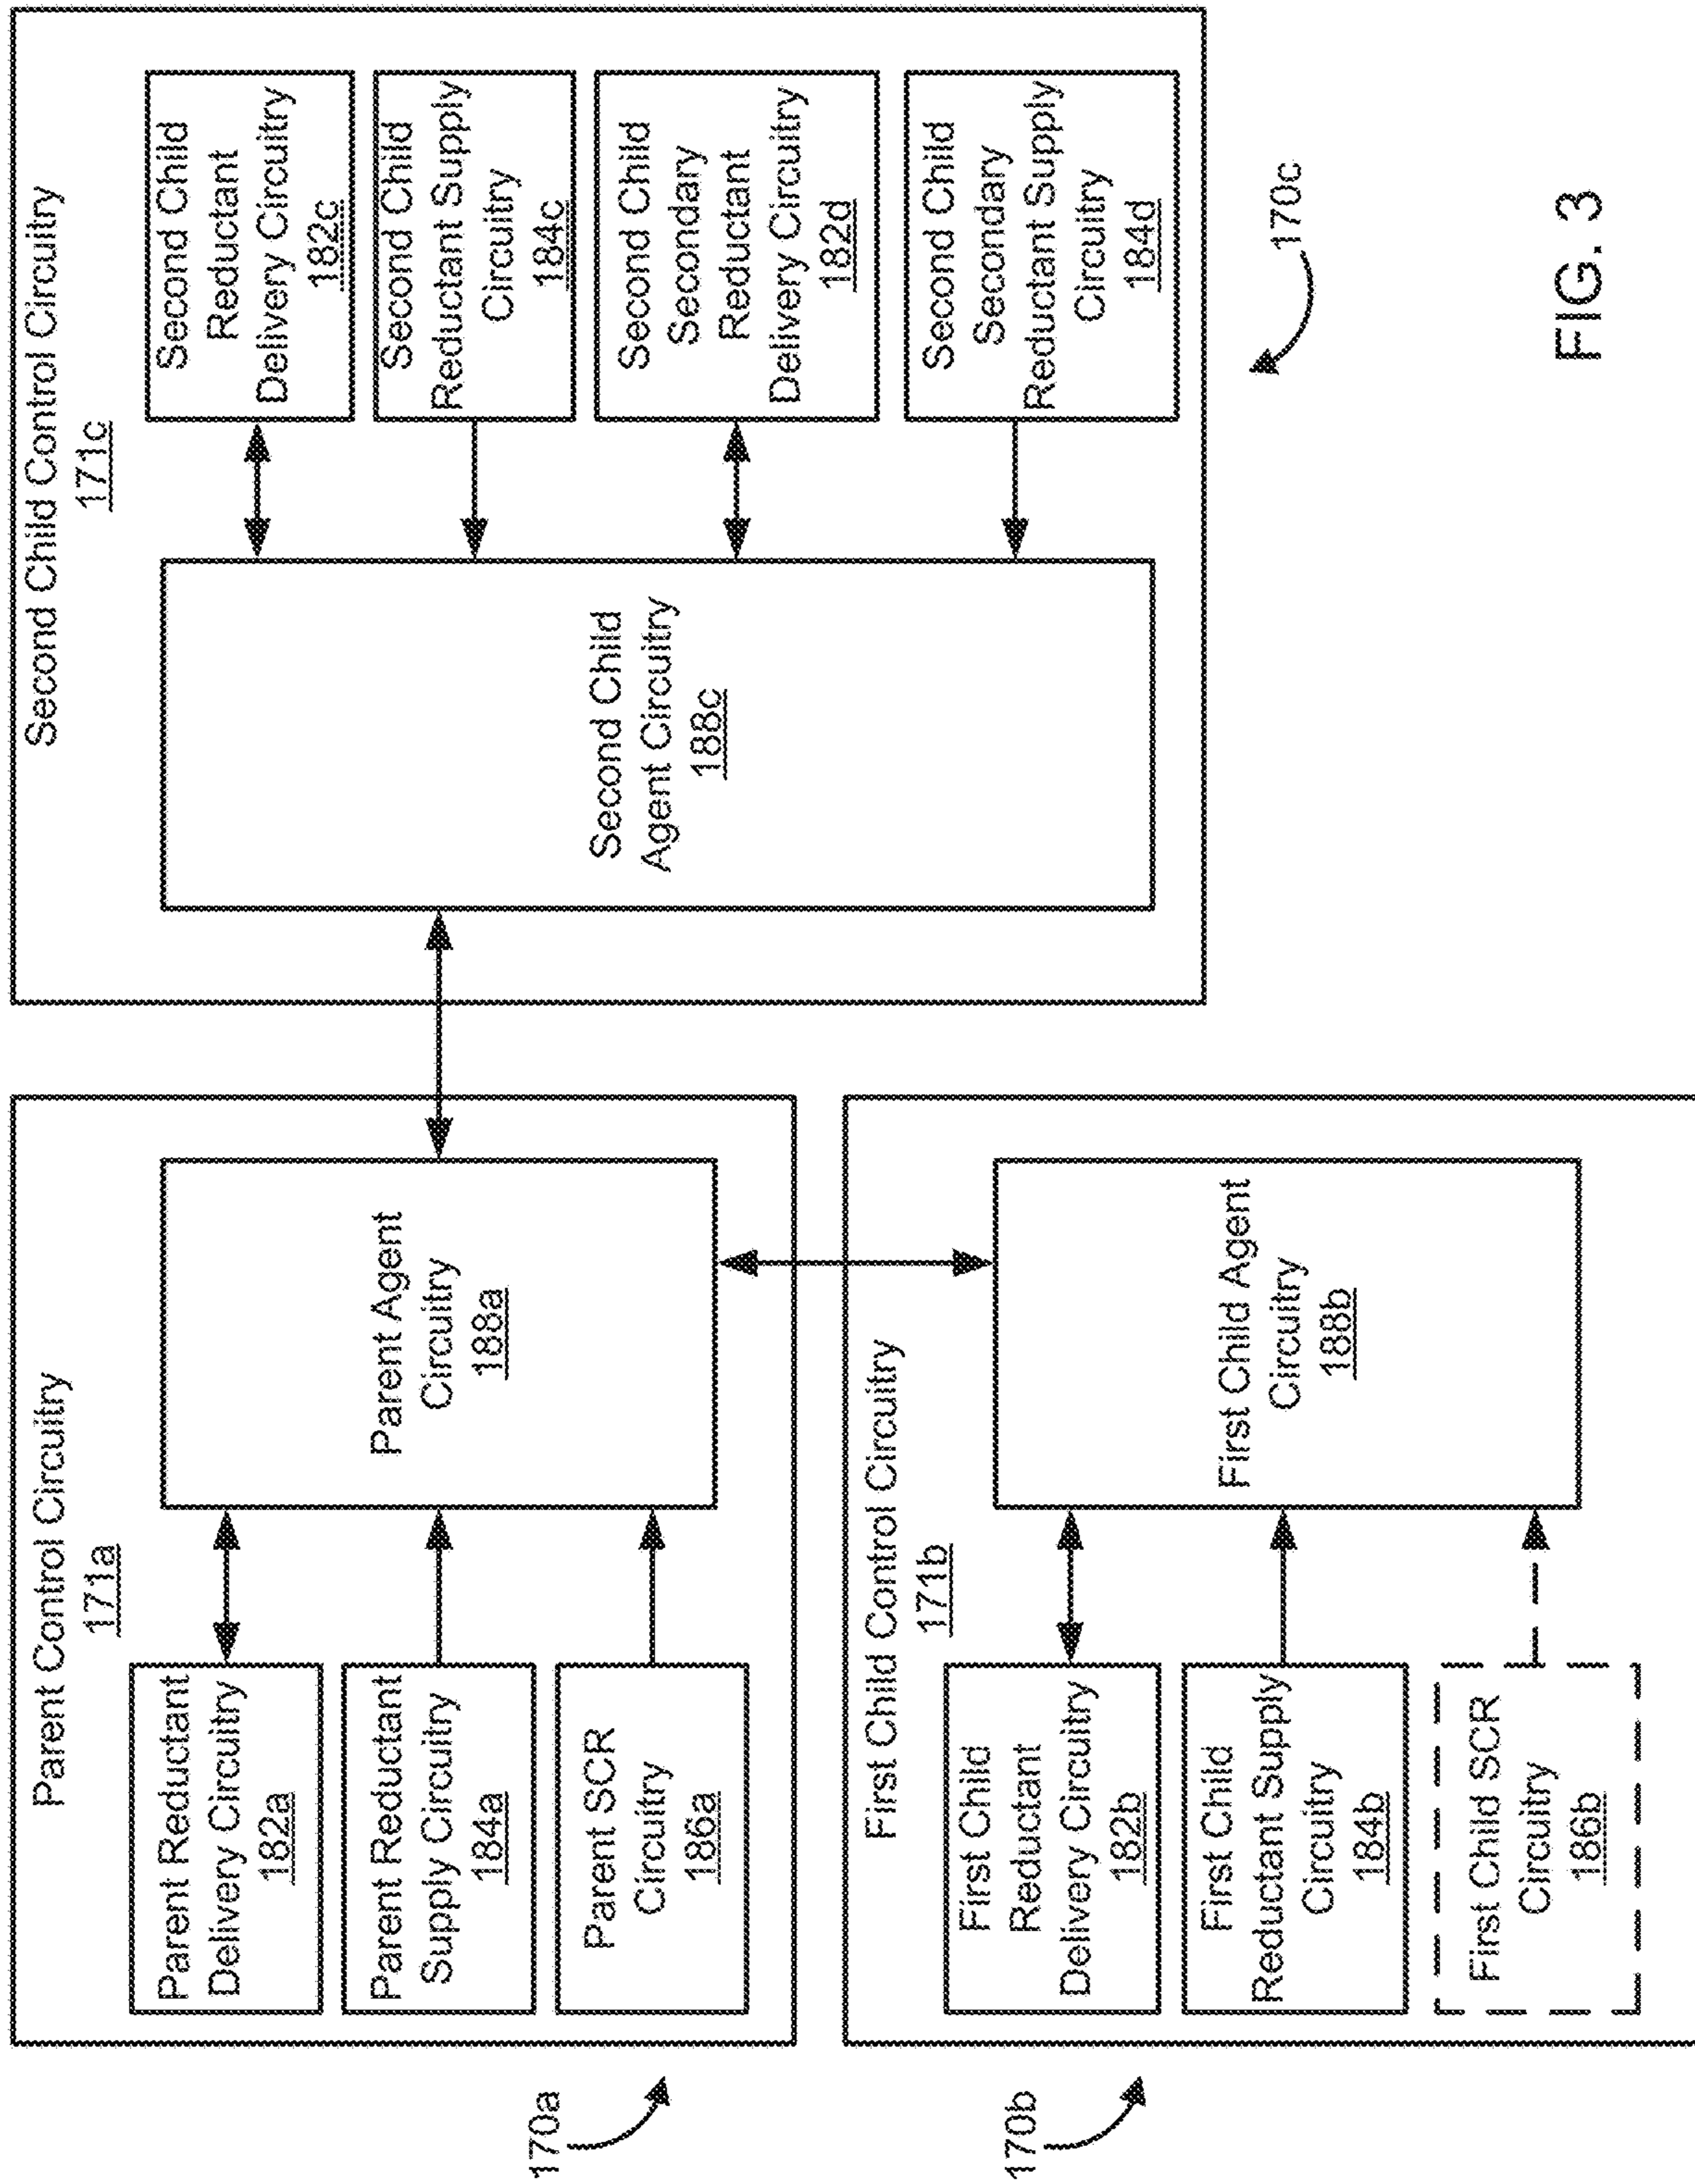 Parent Control Circuitry
171a
Parent Reductant
Delivery Circuitry
182a
Parent Reductant
Supply Circuitry
184a
Parent SCR
Circuitry
186a
Parent Agent
Circuitry
188a
170a
First Child Control Circuitry
171b
First Child
Reductant
Delivery Circuitry
182b
First Child
Reductant Supply
Circuitry
184b
First Child SCR
Circuitry
186b
First Child Agent
Circuitry
188b
170b
Second Child Control Circuitry
171c
Second Child
Agent Circuitry
188c
Second Child
Reductant
Delivery Circuitry
182c
Second Child
Reductant Supply
Circuitry
184c
Second Child
Secondary
Reductant
Delivery Circuitry
182d
Second Child
Secondary
Reductant Supply
Circuitry
184d
170c
FIG. 3